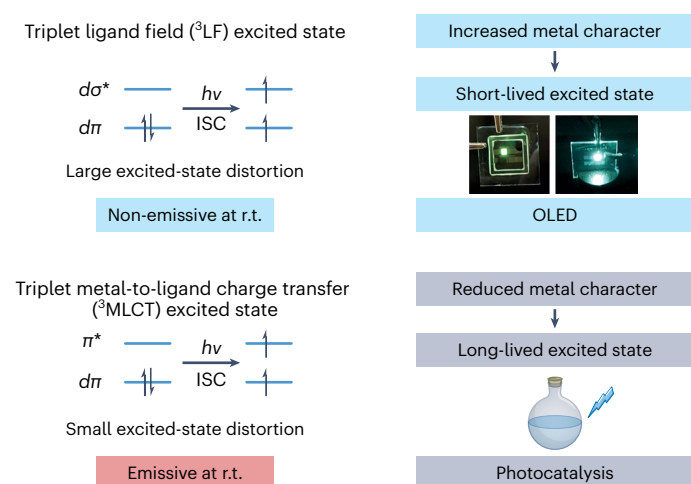 Triplet ligand field (³LF) excited state
dσ*
hν
dπ
ISC
Large excited-state distortion
Non-emissive at r.t.
Increased metal character
Short-lived excited state
OLED
Triplet metal-to-ligand charge transfer
(³MLCT) excited state
π*
hν
dπ
ISC
Small excited-state distortion
Emissive at r.t.
Reduced metal character
Long-lived excited state
Photocatalysis